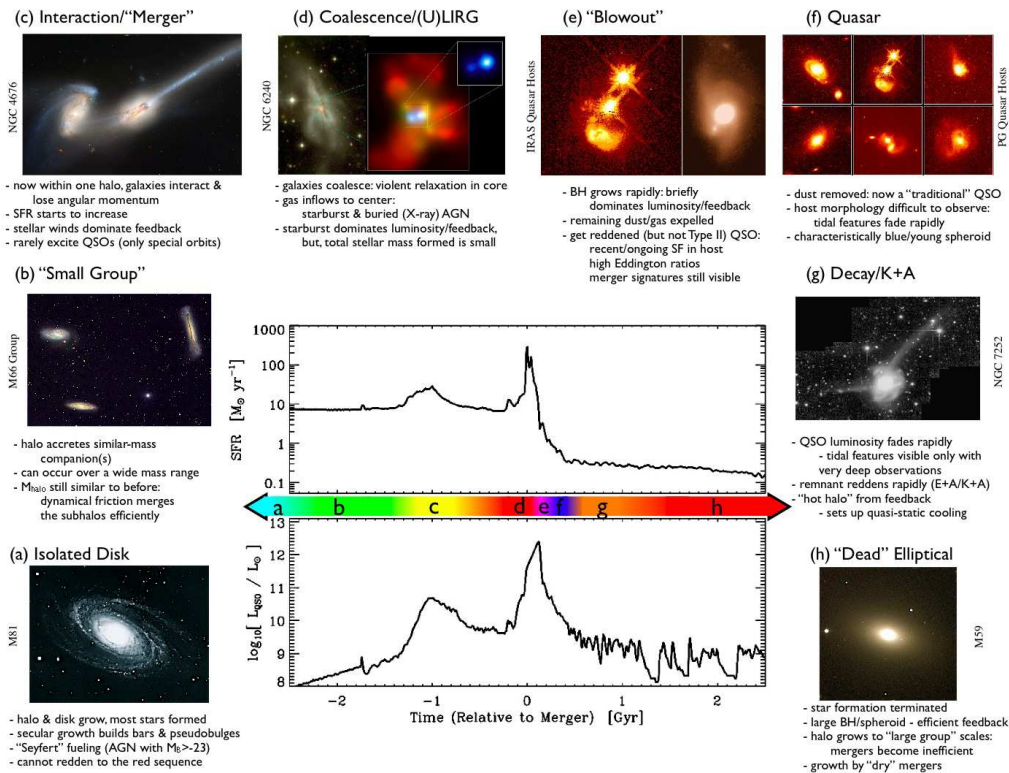 (c) Interaction/"Merger"
NGC 4676
- now within one halo, galaxies interact &
lose angular momentum
- SFR starts to increase
- stellar winds dominate feedback
- rarely excite QSOs (only special orbits)
(d) Coalescence/(U)LIRG
NGC 6240
- galaxies coalesce: violent relaxation in core
- gas inflows to center:
starburst & buried (X-ray) AGN
- starburst dominates luminosity/feedback,
but, total stellar mass formed is small
(e) "Blowout"
IRAS Quasar Hosts
- BH grows rapidly: briefly
dominates luminosity/feedback
- remaining dust/gas expelled
- get reddened (but not Type II) QSO:
recent/ongoing SF in host
high Eddington ratios
merger signatures still visible
(f) Quasar
PG Quasar Hosts
- dust removed: now a "traditional" QSO
- host morphology difficult to observe:
tidal features fade rapidly
- characteristically blue/young spheroid
(b) "Small Group"
M66 Group
- halo accretes similar-mass
companion(s)
- can occur over a wide mass range
- Mhalo still similar to before:
dynamical friction merges
the subhalos efficiently
(a) Isolated Disk
M81
- halo & disk grow, most stars formed
- secular growth builds bars & pseudobulges
- "Seyfert" fueling (AGN with MB>-23)
- cannot redden to the red sequence
SFR [M⊙ yr⁻¹]
1000
100
10
1
0.1
a b c d e f g h
log10[ LQSO / L⊙ ]
13
12
11
10
9
8
-2 -1 0 1 2
Time (Relative to Merger) [Gyr]
(g) Decay/K+A
NGC 7252
- QSO luminosity fades rapidly
- tidal features visible only with
very deep observations
- remnant reddens rapidly (E+A/K+A)
- "hot halo" from feedback
- sets up quasi-static cooling
(h) "Dead" Elliptical
M59
- star formation terminated
- large BH/spheroid - efficient feedback
- halo grows to "large group" scales:
mergers become inefficient
- growth by "dry" mergers